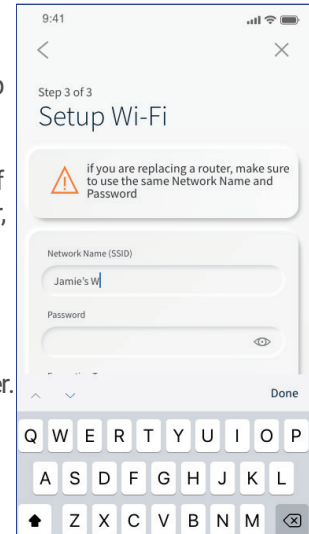 9:41
Step 3 of 3
Setup Wi-Fi
if you are replacing a router, make sure
to use the same Network Name and
Password
Network Name (SSID)
Jamie's W
Password
Done
Q W E R T Y U I O P
A S D F G H J K L
Z X C V B N M